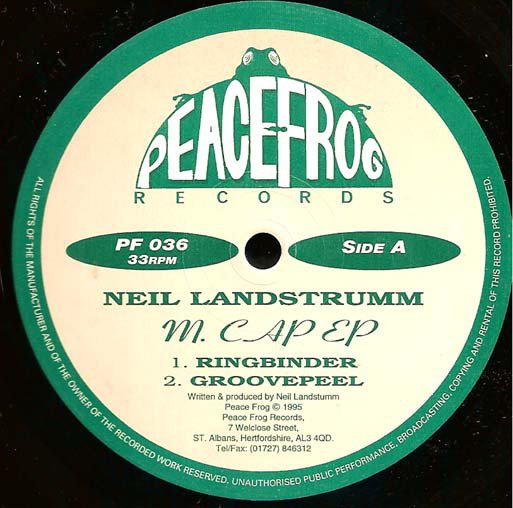 PEACEFROG
RECORDS
PF 036
33RPM
SIDE A
NEIL LANDSTRUMM
M. CAP EP
1. RINGBINDER
2. GROOVEPEEL
Written & produced by Neil Landstumm
Peace Frog © 1995
Peace Frog Records,
7 Welclose Street,
ST. Albans, Hertfordshire, AL3 4QD.
Tel/Fax: (01727) 846312
ALL RIGHTS OF THE MANUFACTURER AND OF THE OWNER OF THE RECORDED WORK RESERVED. UNAUTHORISED PUBLIC PERFORMANCE, BROADCASTING, COPYING AND RENTAL OF THIS RECORD PROHIBITED.